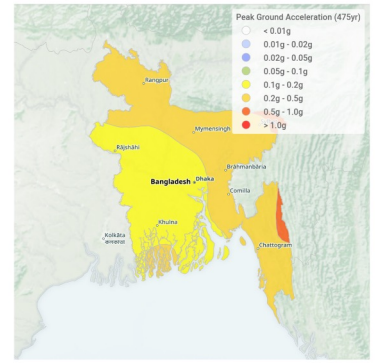 Peak Ground Acceleration (475yr)
< 0.01g
0.01g - 0.02g
0.02g - 0.05g
0.05g - 0.1g
0.1g - 0.2g
0.2g - 0.5g
0.5g - 1.0g
> 1.0g
Rangpur
Mymensingh
Rājshāhi
Brāhmanbāria
Bangladesh
Dhaka
Comilla
Khulna
Kolkāta
Chattogram